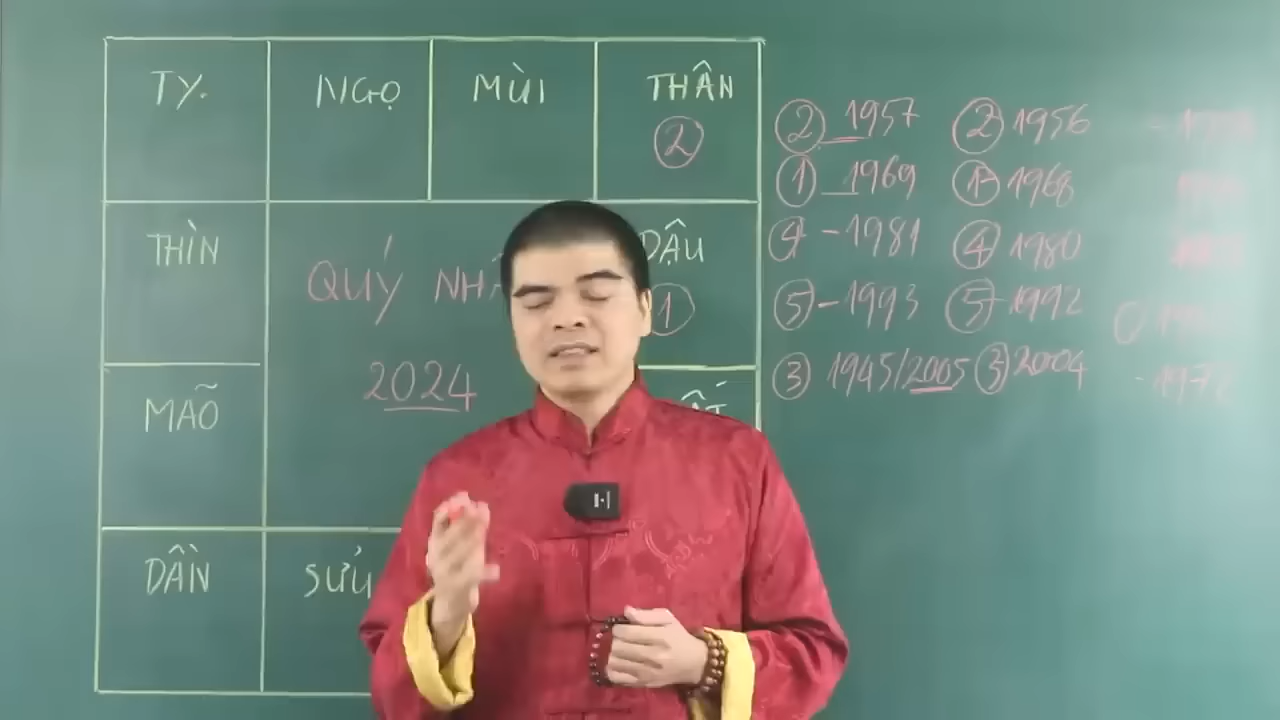 TỴ. NGỌ MÙI THÂN
② ② 1957 ② 1956
① 1969 ① 1968
THÌN DẬU ④ - 1981 ④ 1980
QUÝ
① ⑤ - 1993 ⑤ - 1992
2024 ③ 1945/2005 ③ 2004
MÃO
DẦN SỬU